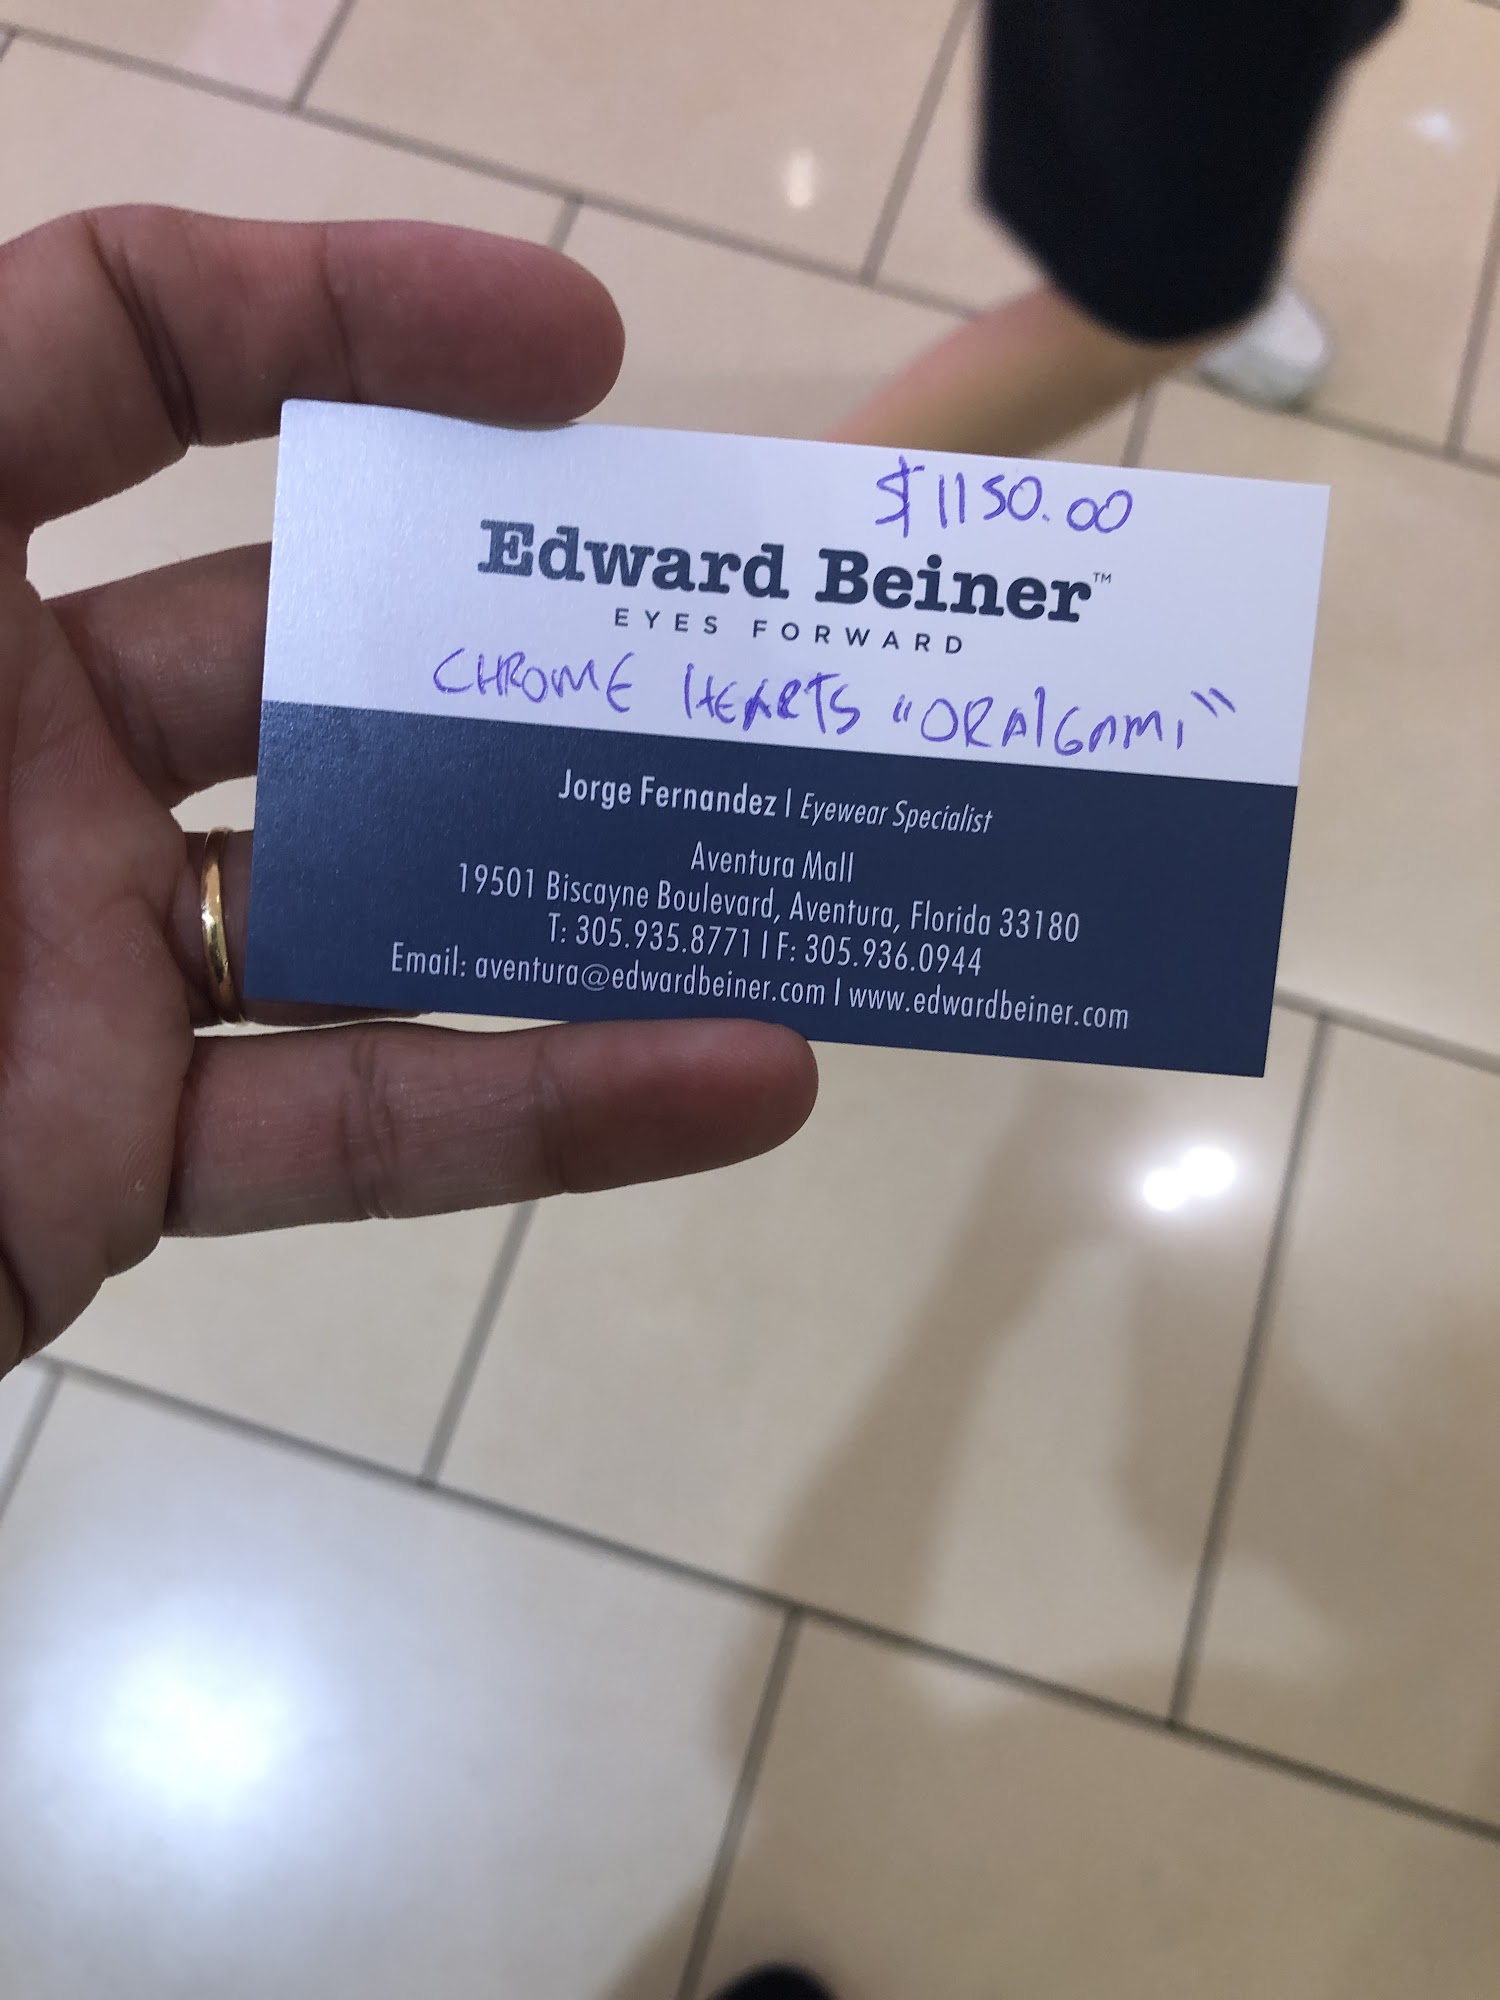 $1150.00
Edward Beiner™
EYES FORWARD
CHROME HEARTS "ORALGAMI"
Jorge Fernandez | Eyewear Specialist
Aventura Mall
19501 Biscayne Boulevard, Aventura, Florida 33180
T: 305.935.8771 | F: 305.936.0944
Email: aventura@edwardbeiner.com | www.edwardbeiner.com